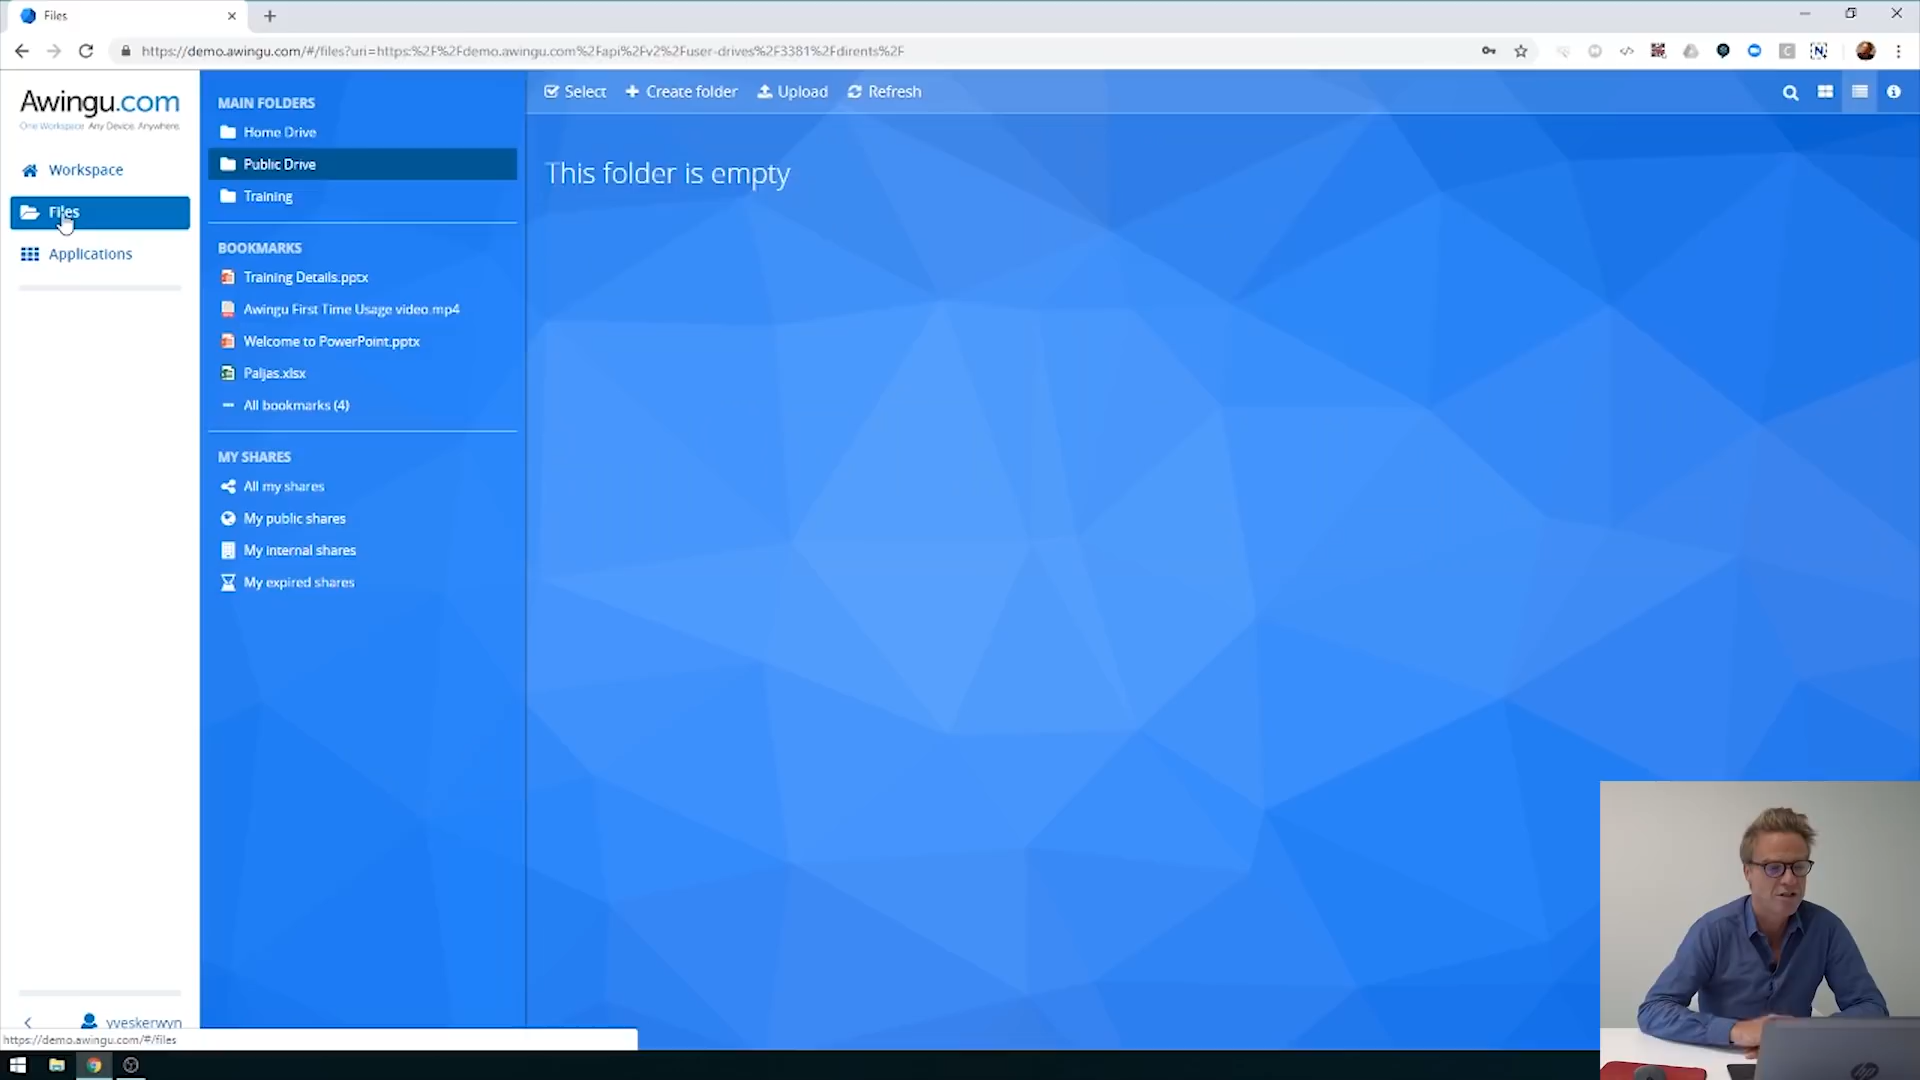 Files
https://demo.awingu.com/#/files?uri=https:%2F%2Fdemo.awingu.com%2Fapi%2Fv2%2Fuser-drives%2F3381%2Fdirents%2F
Awingu.com
One Workspace. Any Device. Anywhere.
Workspace
Files
Applications
MAIN FOLDERS
Home Drive
Public Drive
Training
BOOKMARKS
Training Details.pptx
Awingu First Time Usage video.mp4
Welcome to PowerPoint.pptx
Paljas.xlsx
All bookmarks (4)
MY SHARES
All my shares
My public shares
My internal shares
My expired shares
Select
Create folder
Upload
Refresh
This folder is empty
yveskerwyn
https://demo.awingu.com/#/files
hp